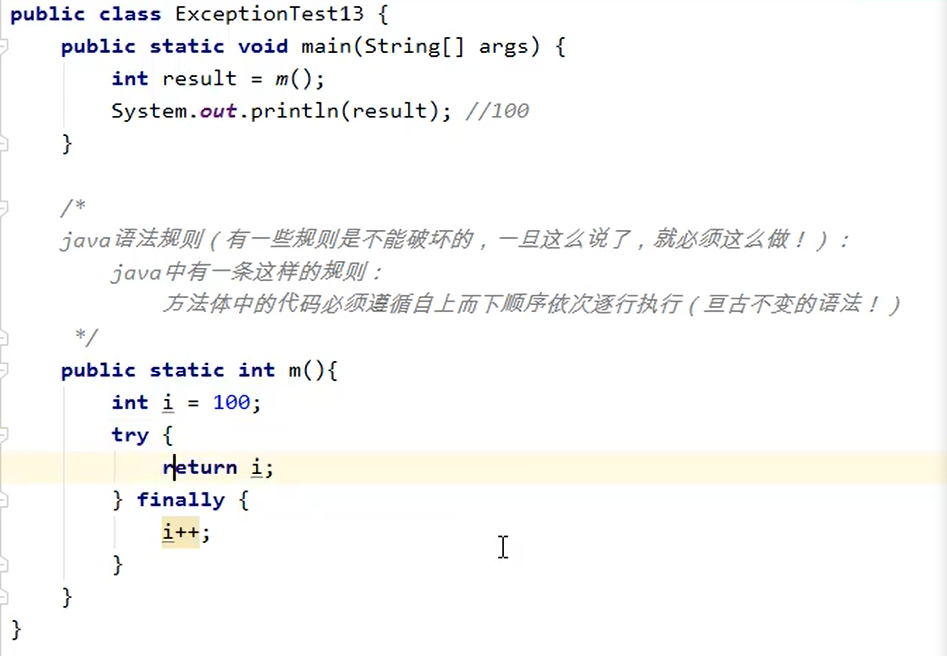 public class ExceptionTest13 {
    public static void main(String[] args) {
        int result = m();
        System.out.println(result); //100
    }

    /*
    java语法规则（有一些规则是不能破坏的，一旦这么说了，就必须这么做！）：
        java中有一条这样的规则：
            方法体中的代码必须遵循自上而下顺序依次逐行执行（亘古不变的语法！）
     */
    public static int m(){
        int i = 100;
        try {
            return i;
        } finally {
            i++;
        }
    }
}